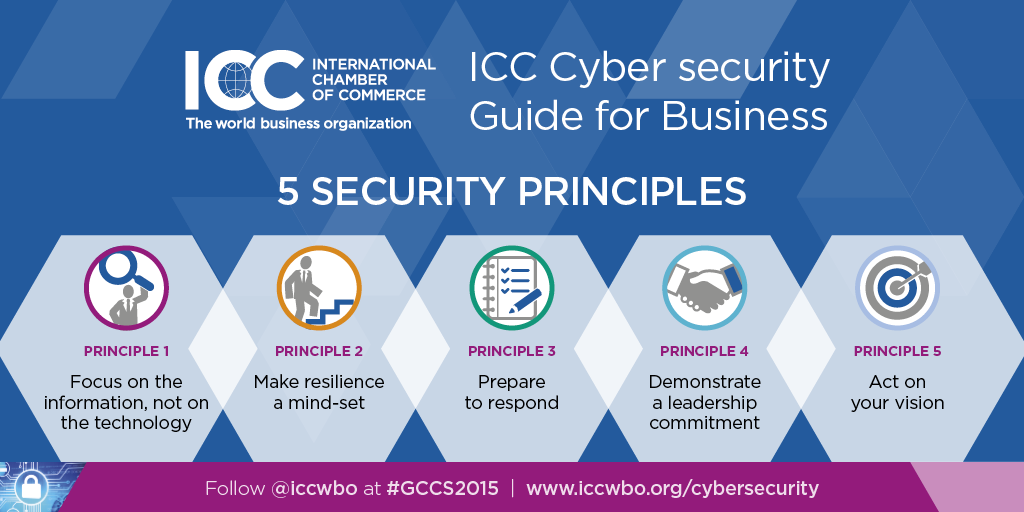 ICC INTERNATIONAL
CHAMBER
OF COMMERCE
The world business organization
ICC Cyber security
Guide for Business
5 SECURITY PRINCIPLES
PRINCIPLE 1
Focus on the
information, not on
the technology
PRINCIPLE 2
Make resilience
a mind-set
PRINCIPLE 3
Prepare
to respond
PRINCIPLE 4
Demonstrate
a leadership
commitment
PRINCIPLE 5
Act on
your vision
Follow @iccwbo at #GCCS2015 | www.iccwbo.org/cybersecurity